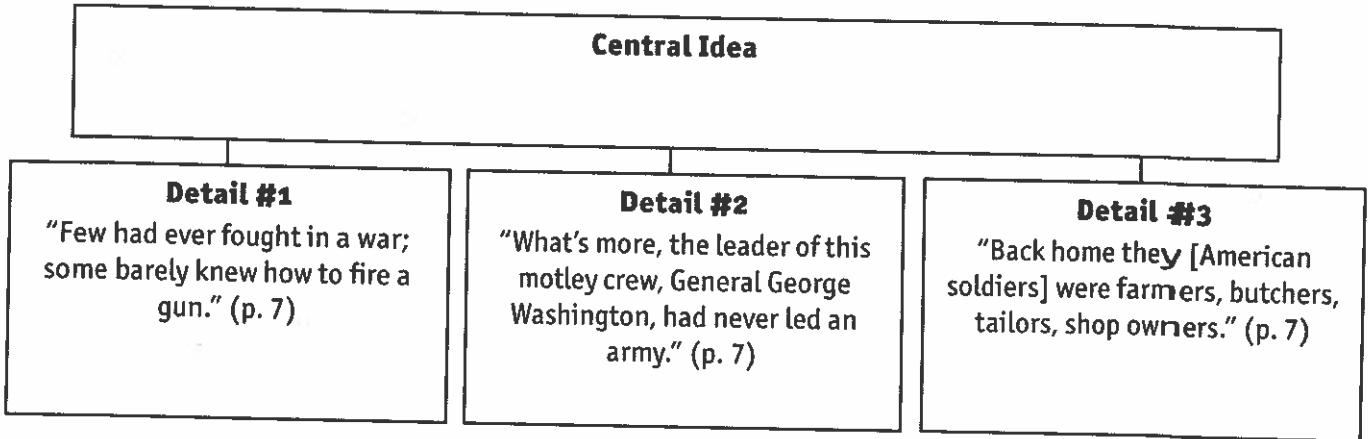 Central Idea
Detail #1
"Few had ever fought in a war;
some barely knew how to fire a
gun." (p. 7)
Detail #2
"What's more, the leader of this
motley crew, General George
Washington, had never led an
army." (p. 7)
Detail #3
"Back home they [American
soldiers] were farmers, butchers,
tailors, shop owners." (p. 7)